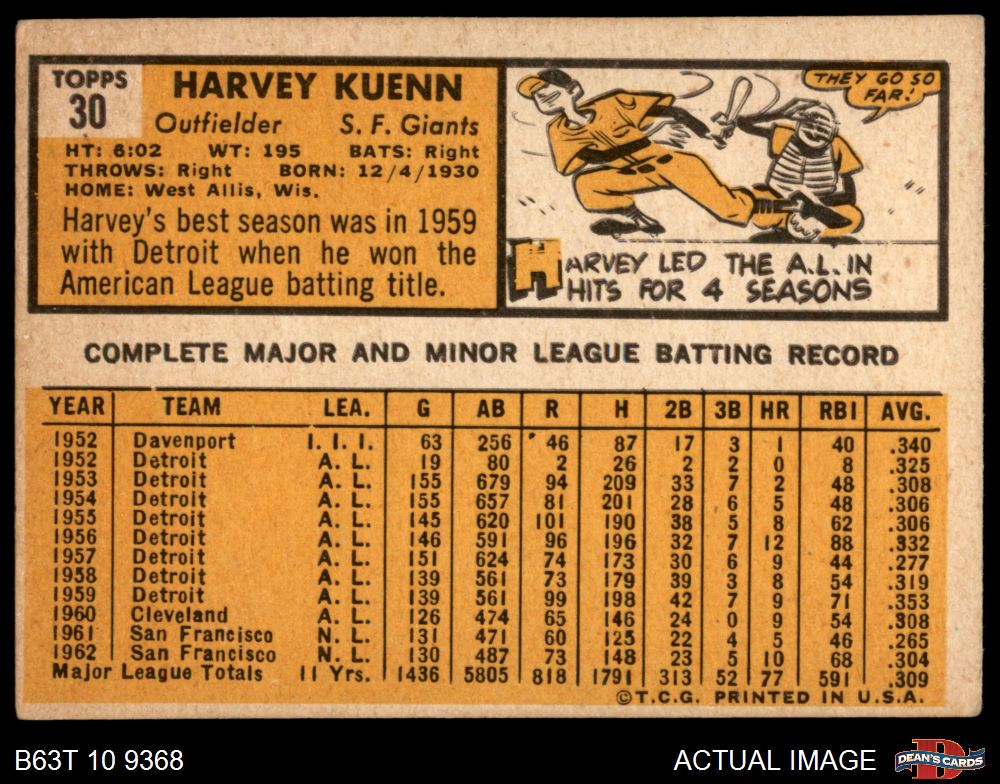 TOPPS
30
HARVEY KUENN
Outfielder S. F. Giants
HT: 6:02 WT: 195 BATS: Right
THROWS: Right BORN: 12/4/1930
HOME: West Allis, Wis.
Harvey's best season was in 1959
with Detroit when he won the
American League batting title.
THEY GO SO
FAR!
HARVEY LED THE A.L. IN
HITS FOR 4 SEASONS
COMPLETE MAJOR AND MINOR LEAGUE BATTING RECORD
YEAR TEAM LEA. G AB R H 2B 3B HR RBI AVG.
1952 Davenport I. I. I. 63 256 46 87 17 3 1 40 .340
1952 Detroit A. L. 19 80 2 26 2 2 0 8 .325
1953 Detroit A. L. 155 679 94 209 33 7 2 48 .308
1954 Detroit A. L. 155 657 81 201 28 6 5 48 .306
1955 Detroit A. L. 145 620 101 190 38 5 8 62 .306
1956 Detroit A. L. 146 591 96 196 32 7 12 88 .332
1957 Detroit A. L. 151 624 74 173 30 6 9 44 .277
1958 Detroit A. L. 139 561 73 179 39 3 8 54 .319
1959 Detroit A. L. 139 561 99 198 42 7 9 71 .353
1960 Cleveland A. L. 126 474 65 146 24 0 9 54 .308
1961 San Francisco N. L. 131 471 60 125 22 4 5 46 .265
1962 San Francisco N. L. 130 487 73 148 23 5 10 68 .304
Major League Totals 11 Yrs. 1436 5805 818 1791 313 52 77 591 .309
©T.C.G. PRINTED IN U.S.A.
B63T 10 9368 ACTUAL IMAGE
D
DEAN'S CARDS